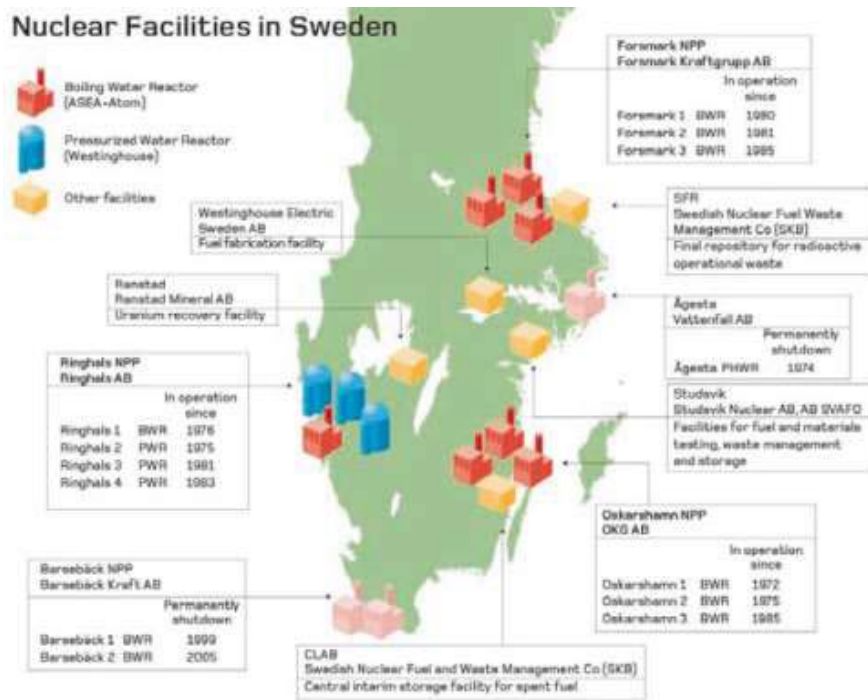 Nuclear Facilities in Sweden
Boiling Water Reactor
(ASEA-Atom)
Pressurized Water Reactor
(Westinghouse)
Other facilities
Forsmark NPP
Forsmark Kraftgrupp AB
In operation
since
Forsmark 1 BWR 1980
Forsmark 2 BWR 1981
Forsmark 3 BWR 1985
SFR
Swedish Nuclear Fuel Waste
Management Co (SKB)
Final repository for radioactive
operational waste
Westinghouse Electric
Sweden AB
Fuel fabrication facility
Ranstad
Ranstad Mineral AB
Uranium recovery facility
Ågesta
Vattenfall AB
Permanently
shutdown
Ågesta PHWR 1974
Ringhals NPP
Ringhals AB
In operation
since
Ringhals 1 BWR 1976
Ringhals 2 PWR 1975
Ringhals 3 PWR 1981
Ringhals 4 PWR 1983
Studsvik
Studsvik Nuclear AB, AB SVAFO
Facilities for fuel and materials
testing, waste management
and storage
Oskarshamn NPP
OKG AB
In operation
since
Oskarshamn 1 BWR 1972
Oskarshamn 2 BWR 1975
Oskarshamn 3 BWR 1985
Barsebäck NPP
Barsebäck Kraft AB
Permanently
shutdown
Barsebäck 1 BWR 1999
Barsebäck 2 BWR 2005
CLAB
Swedish Nuclear Fuel and Waste Management Co (SKB)
Central interim storage facility for spent fuel